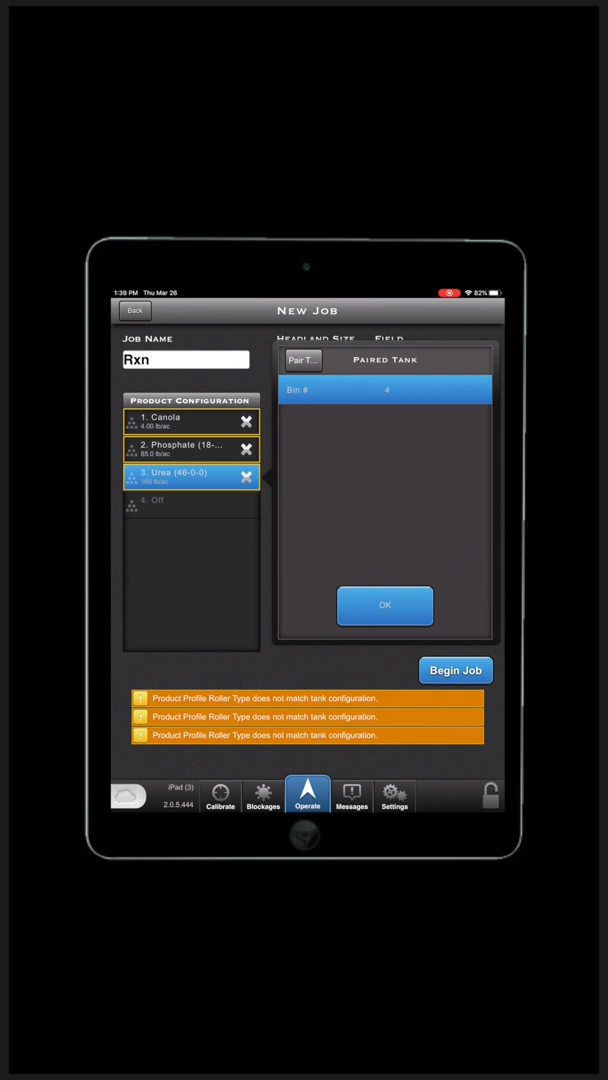 1:39 PM Thu Mar 26
82%
Back
New Job
Job Name
Headland Size
Field
Rxn
Pair T...
Paired Tank
Bin # 4
Product Configuration
1. Canola
4.00 lb/ac
2. Phosphate (18-...
85.0 lb/ac
3. Urea (46-0-0)
160 lb/ac
4. Off
OK
Begin Job
Product Profile Roller Type does not match tank configuration.
Product Profile Roller Type does not match tank configuration.
Product Profile Roller Type does not match tank configuration.
iPad (3)
2.0.5.444
Calibrate
Blockages
Operate
Messages
Settings